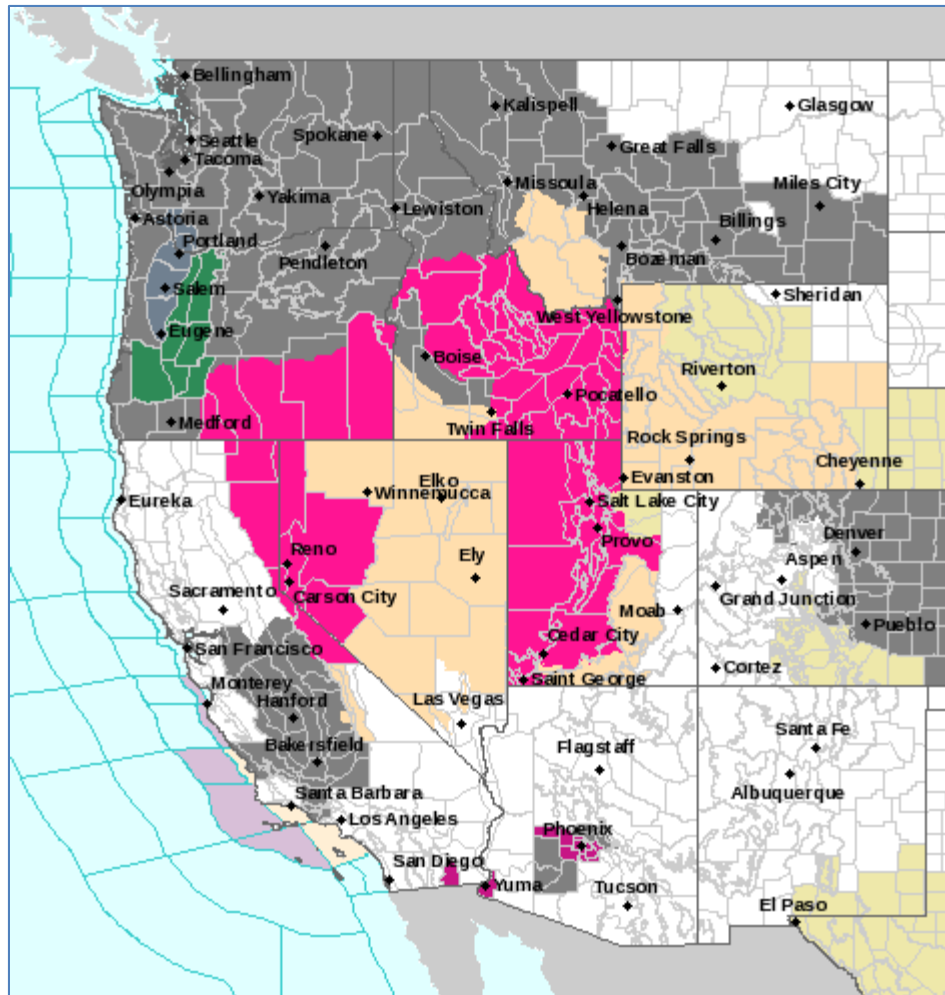 Bellingham
Kalispell
Glasgow
Seattle
Spokane
Great Falls
Tacoma
Olympia
Yakima
Lewiston
Missoula
Helena
Miles City
Astoria
Portland
Pendleton
Billings
Bozeman
Salem
Sheridan
West Yellowstone
Eugene
Boise
Riverton
Pocatello
Medford
Twin Falls
Rock Springs
Cheyenne
Elko
Winnemucca
Evanston
Eureka
Salt Lake City
Provo
Denver
Reno
Ely
Aspen
Carson City
Grand Junction
Sacramento
Moab
Pueblo
San Francisco
Cedar City
Cortez
Saint George
Monterey
Hanford
Las Vegas
Bakersfield
Flagstaff
Santa Fe
Albuquerque
Santa Barbara
Los Angeles
Phoenix
San Diego
Yuma
Tucson
El Paso